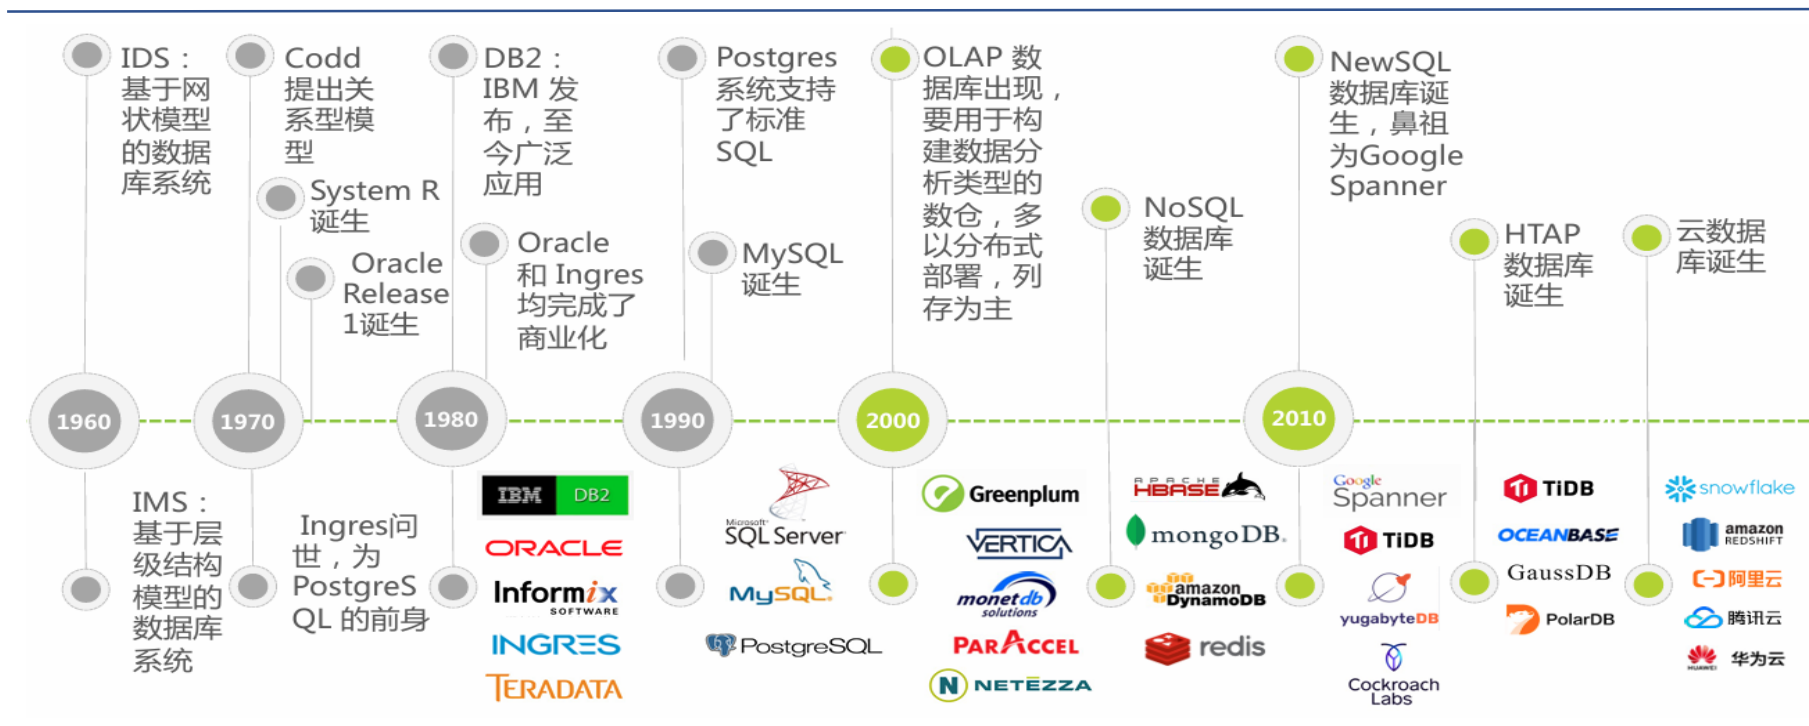 IDS：
基于网
状模型
的数据
库系统
Codd
提出关
系型模
型
System R
诞生
Oracle
Release
1诞生
DB2：
IBM 发
布，至
今广泛
应用
Oracle
和 Ingres
均完成了
商业化
Postgres
系统支持
了标准
SQL
MySQL
诞生
OLAP 数
据库出现，
要用于构
建数据分
析类型的
数仓，多
以分布式
部署，列
存为主
NoSQL
数据库
诞生
NewSQL
数据库诞
生，鼻祖
为Google
Spanner
HTAP
数据库
诞生
云数据
库诞生
1960
1970
1980
1990
2000
2010
IMS：
基于层
级结构
模型的
数据库
系统
Ingres问
世，为
PostgreS
QL 的前身
IBM DB2
ORACLE
Informix
SOFTWARE
INGRES
TERADATA
Microsoft
SQL Server
MySQL
PostgreSQL
Greenplum
VERTICA
monetdb
solutions
PARACCEL
N NETEZZA
APACHE
HBASE
mongoDB
amazon
DynamoDB
redis
Google
Spanner
TiDB
yugabyteDB
Cockroach
Labs
TiDB
OCEANBASE
GaussDB
PolarDB
snowflake
amazon
REDSHIFT
阿里云
腾讯云
HUAWEI
华为云